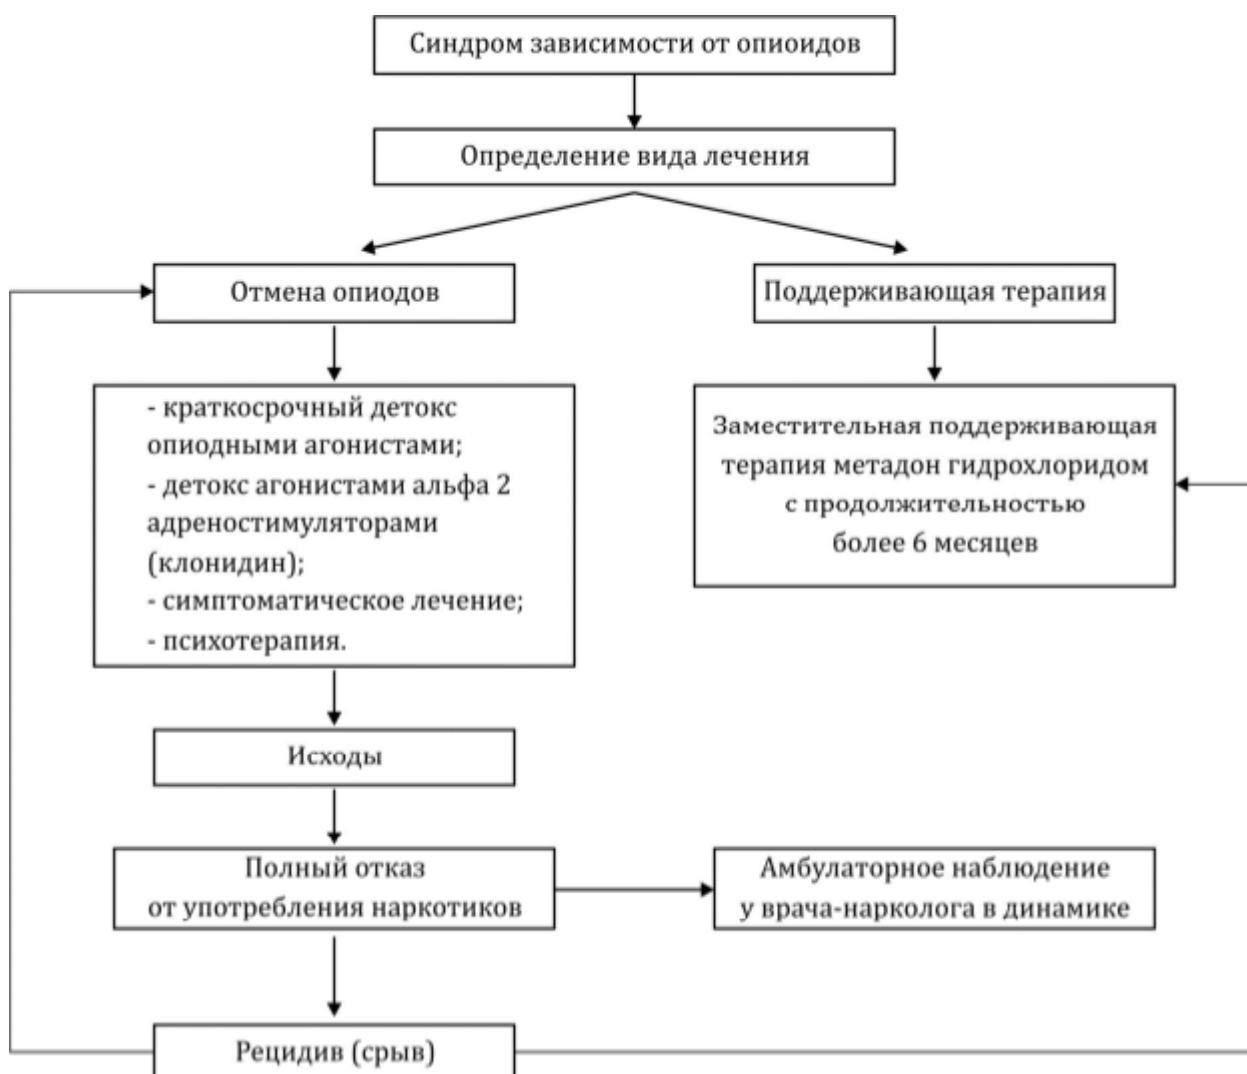 Синдром зависимости от опиоидов
Определение вида лечения
Отмена опиодов
Поддерживающая терапия
- краткосрочный детокс
опиодными агонистами;
- детокс агонистами альфа 2
адреностимуляторами
(клонидин);
- симптоматическое лечение;
- психотерапия.
Заместительная поддерживающая
терапия метадон гидрохлоридом
с продолжительностью
более 6 месяцев
Исходы
Полный отказ
от употребления наркотиков
Амбулаторное наблюдение
у врача-нарколога в динамике
Рецидив (срыв)